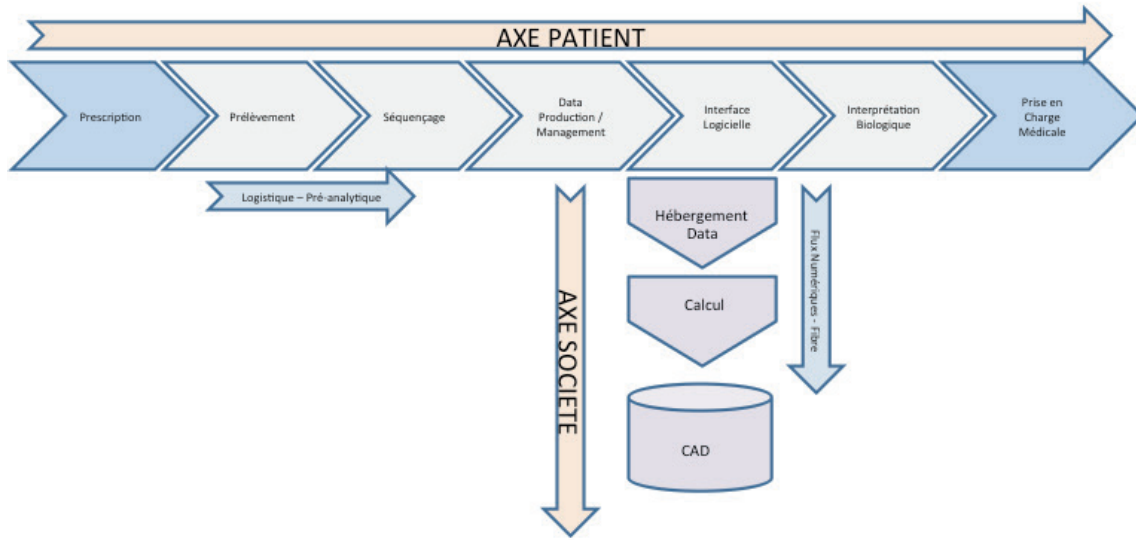 AXE PATIENT
Prescription
Prélèvement
Séquençage
Data
Production /
Management
Interface
Logicielle
Interprétation
Biologique
Prise en
Charge
Médicale
Logistique – Pré-analytique
Hébergement
Data
Calcul
CAD
AXE SOCIETE
Flux Numériques - Fibre